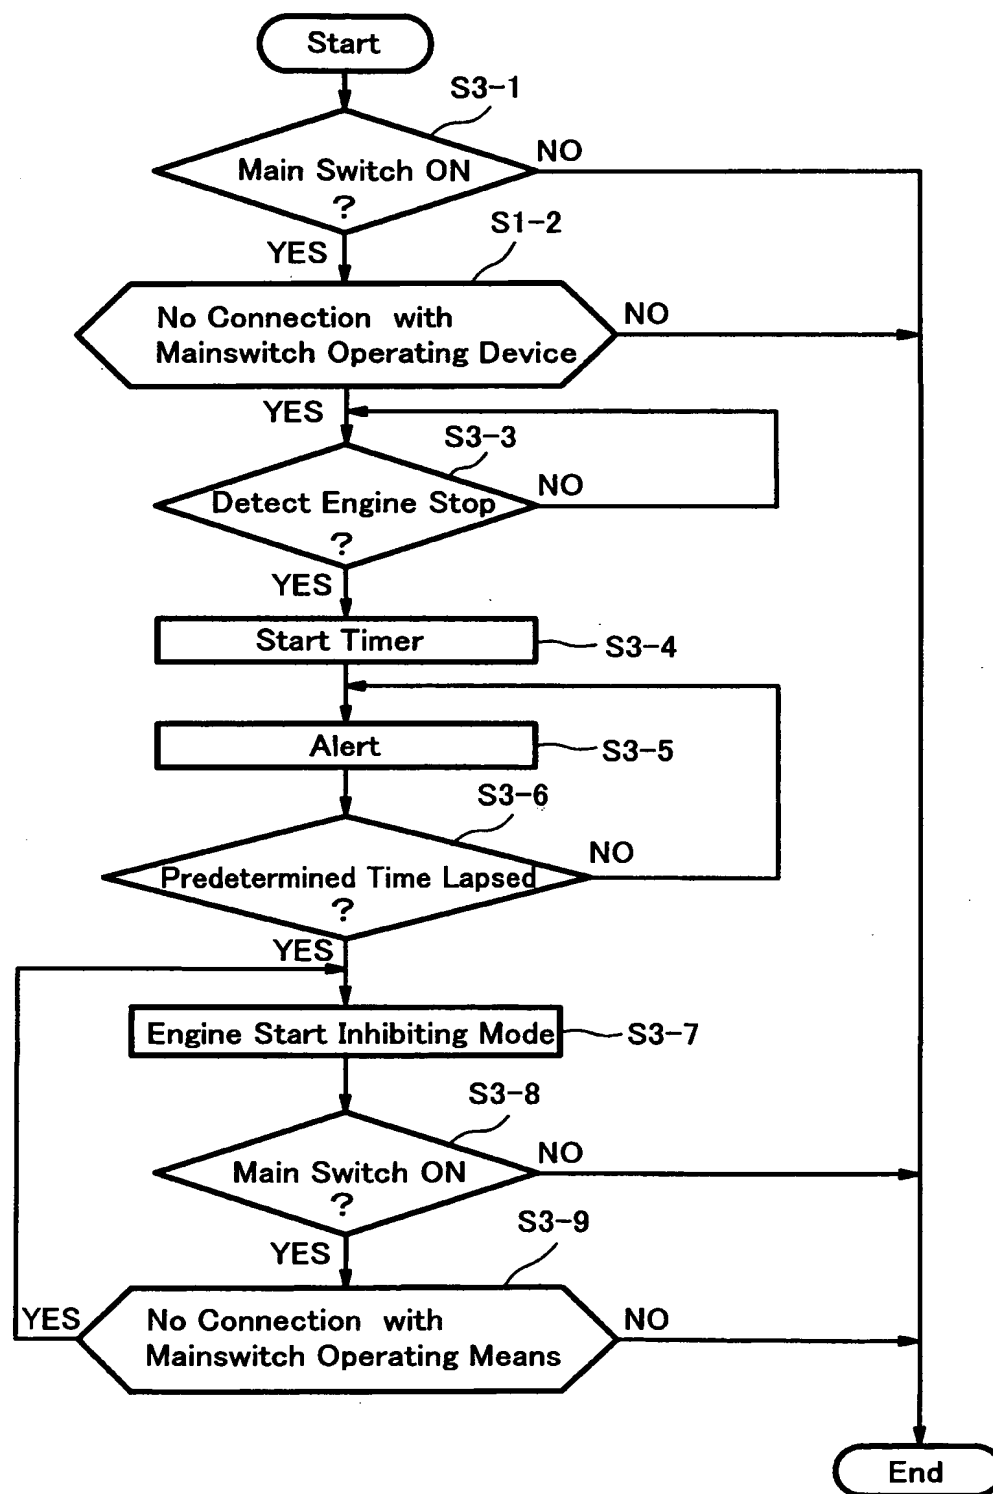 Start
S3-1
Main Switch ON
?
NO
YES
S1-2
No Connection with
Mainswitch Operating Device
NO
YES
S3-3
Detect Engine Stop
?
NO
YES
Start Timer
S3-4
Alert
S3-5
S3-6
Predetermined Time Lapsed
?
NO
YES
Engine Start Inhibiting Mode
S3-7
S3-8
Main Switch ON
?
NO
YES
S3-9
No Connection with
Mainswitch Operating Means
YES
NO
End